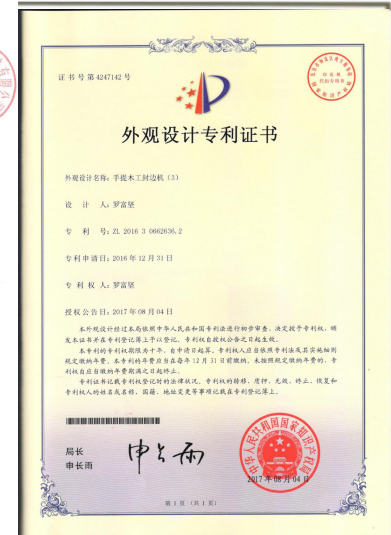 证书号第4247142号
外观设计专利证书
外观设计名称：手提木工封边机（3）
设 计 人：罗富坚
专 利 号：ZL 2016 3 0662636.2
专利申请日：2016年12月31日
专 利 权 人：罗富坚
授权公告日：2017年08月04日
本外观设计经过本局依照中华人民共和国专利法进行初步审查，决定授予专利权，颁
发本证书并在专利登记簿上予以登记。专利权自授权公告之日起生效。
本专利的专利权期限为十年，自申请日起算。专利权人应当依照专利法及其实施细则
规定缴纳年费。本专利的年费应当在每年12月31日前缴纳。未按照规定缴纳年费的，专
利权自应当缴纳年费期满之日起终止。
专利证书记载专利权登记时的法律状况。专利权的转移、质押、无效、终止、恢复和
专利权人的姓名或名称、国籍、地址变更等事项记载在专利登记簿上。
局长
申长雨
申长雨
中华人民共和国国家知识产权局
2017年08月04日
第1页（共1页）